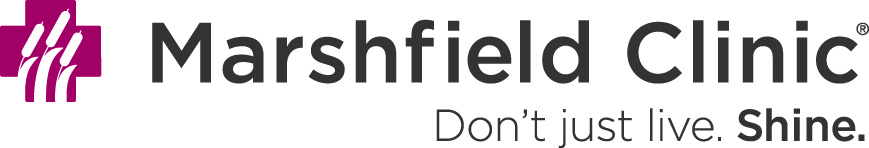 Marshfield Clinic®
Don't just live. Shine.